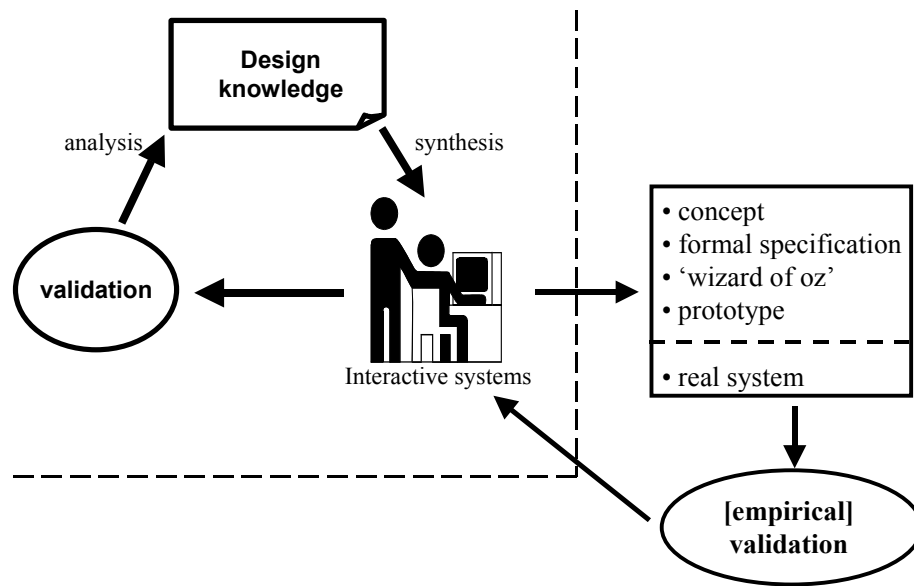 Design
knowledge
analysis
synthesis
validation
Interactive systems
• concept
• formal specification
• ‘wizard of oz’
• prototype
• real system
[empirical]
validation